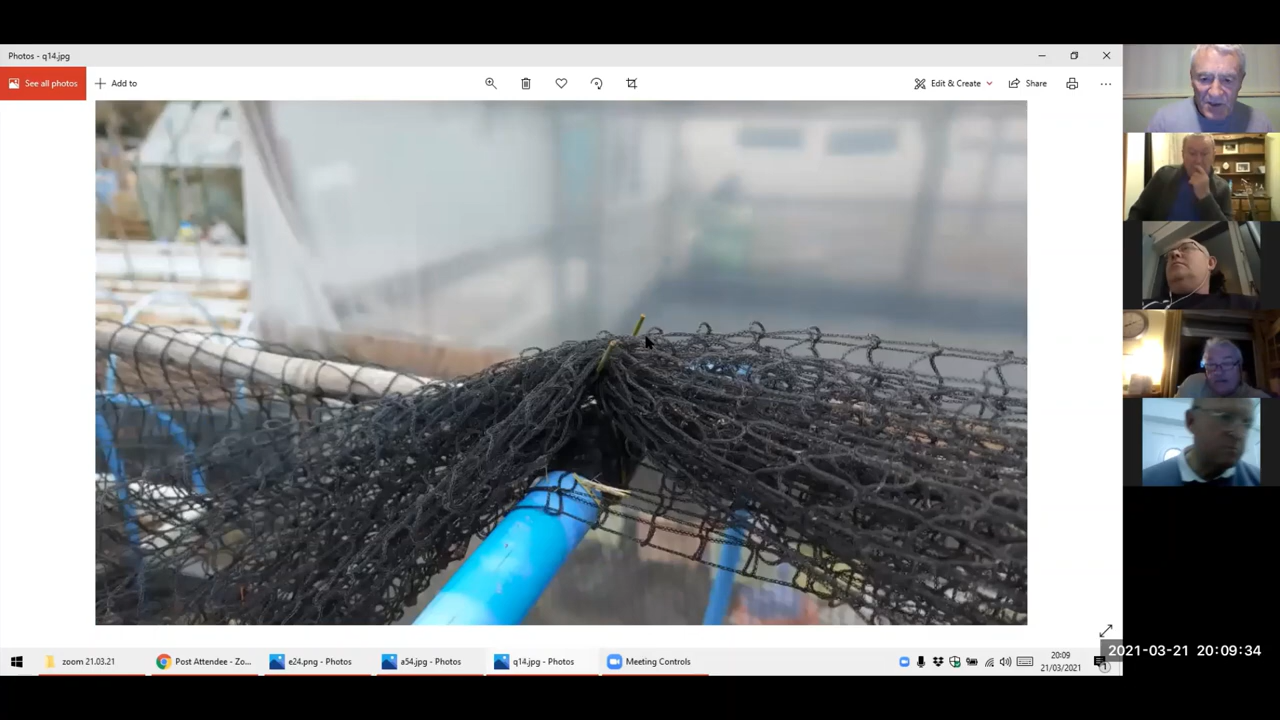 Photos - q14.jpg
See all photos
Add to
Edit & Create
Share
zoom 21.03.21
Post Attendee - Zo...
e24.png - Photos
a54.jpg - Photos
q14.jpg - Photos
Meeting Controls
20:09
21/03/2021
2021-03-21 20:09:34